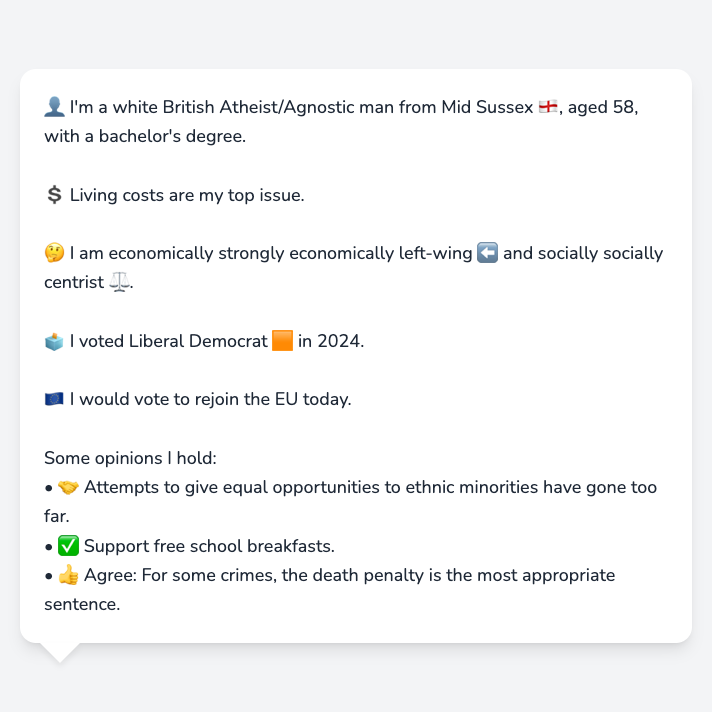 👤 I'm a white British Atheist/Agnostic man from Mid Sussex 🏴󠁧󠁢󠁥󠁮󠁧󠁿, aged 58,
with a bachelor's degree.
💲 Living costs are my top issue.
🤔 I am economically strongly economically left-wing ⬅️ and socially socially
centrist ⚖️.
🗳️ I voted Liberal Democrat 🟧 in 2024.
🇪🇺 I would vote to rejoin the EU today.
Some opinions I hold:
• 🤝 Attempts to give equal opportunities to ethnic minorities have gone too
far.
• ✅ Support free school breakfasts.
• 👍 Agree: For some crimes, the death penalty is the most appropriate
sentence.